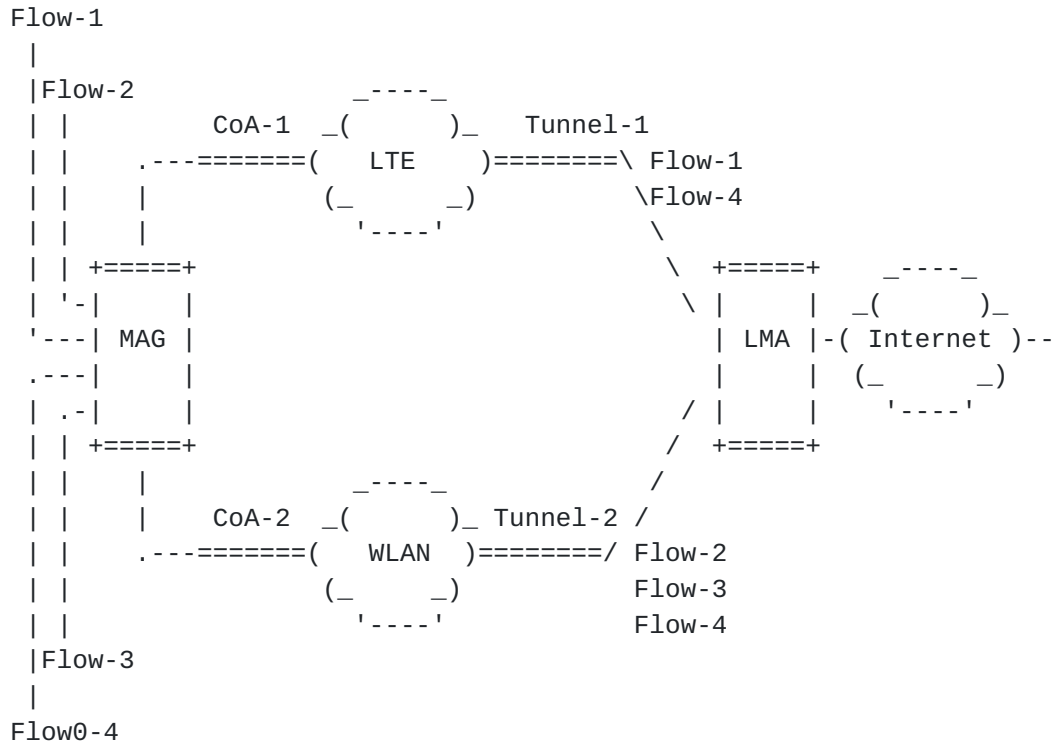 Flow-1
Flow-2
CoA-1 Tunnel-1
LTE Flow-1
Flow-4
MAG LMA Internet
CoA-2 Tunnel-2
WLAN Flow-2
Flow-3
Flow-4
Flow-3
Flow0-4